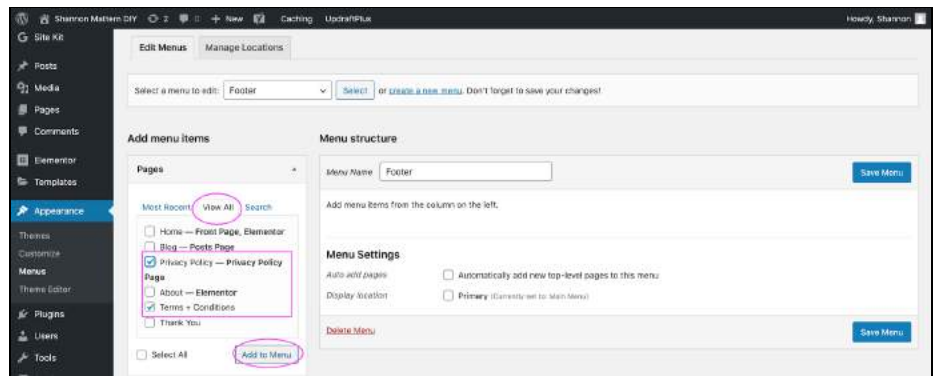 Shannon Mattern DIY 2 0 + New Caching UpdraftPlus Howdy, Shannon
Site Kit
Posts
Media
Pages
Comments
Elementor
Templates
Appearance
Themes
Customize
Menus
Theme Editor
Plugins
Users
Tools
Edit Menus Manage Locations
Select a menu to edit: Footer Select or create a new menu. Don't forget to save your changes!
Add menu items
Pages
Most Recent View All Search
Home — Front Page, Elementor
Blog — Posts Page
Privacy Policy — Privacy Policy
Page
About — Elementor
Terms + Conditions
Thank You
Select All Add to Menu
Menu structure
Menu Name Footer Save Menu
Add menu items from the column on the left.
Menu Settings
Auto add pages Automatically add new top-level pages to this menu
Display location Primary (Currently set to: Main Menu)
Delete Menu Save Menu